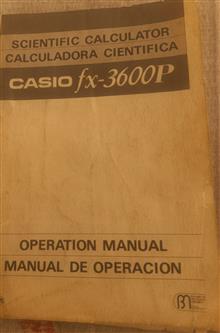 SCIENTIFIC CALCULATOR
CALCULADORA CIENTIFICA
CASIO fx-3600P
OPERATION MANUAL
MANUAL DE OPERACION